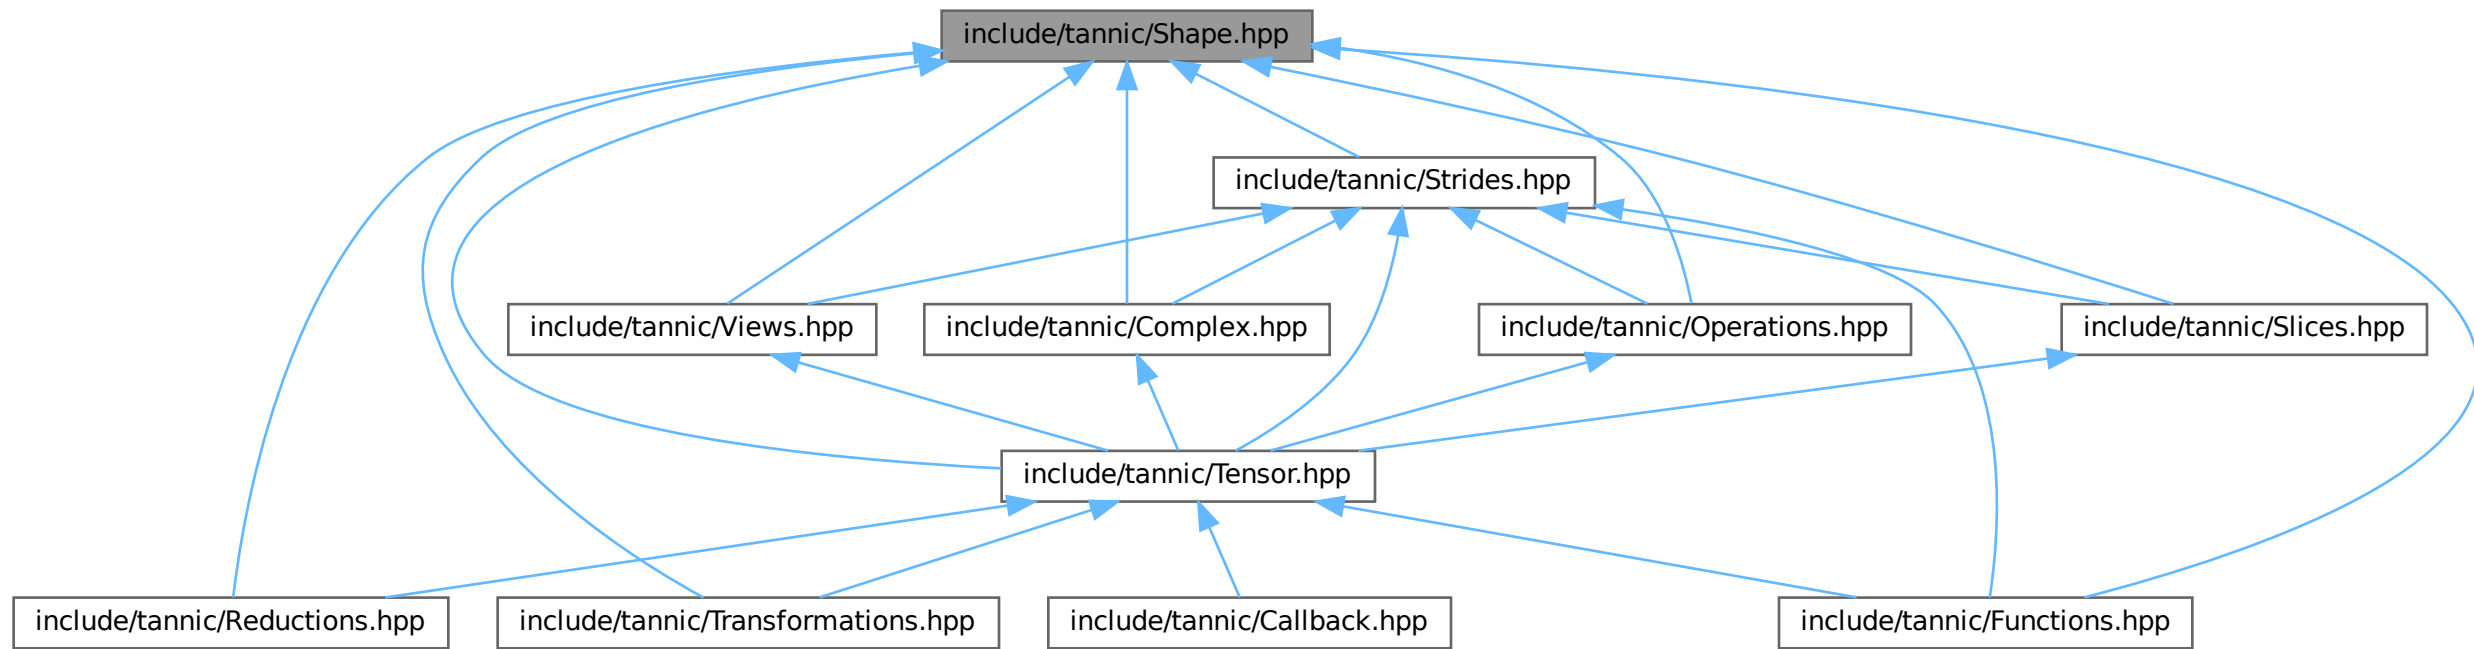 include/tannic/Shape.hpp
include/tannic/Strides.hpp
include/tannic/Views.hpp
include/tannic/Complex.hpp
include/tannic/Operations.hpp
include/tannic/Slices.hpp
include/tannic/Tensor.hpp
include/tannic/Reductions.hpp
include/tannic/Transformations.hpp
include/tannic/Callback.hpp
include/tannic/Functions.hpp